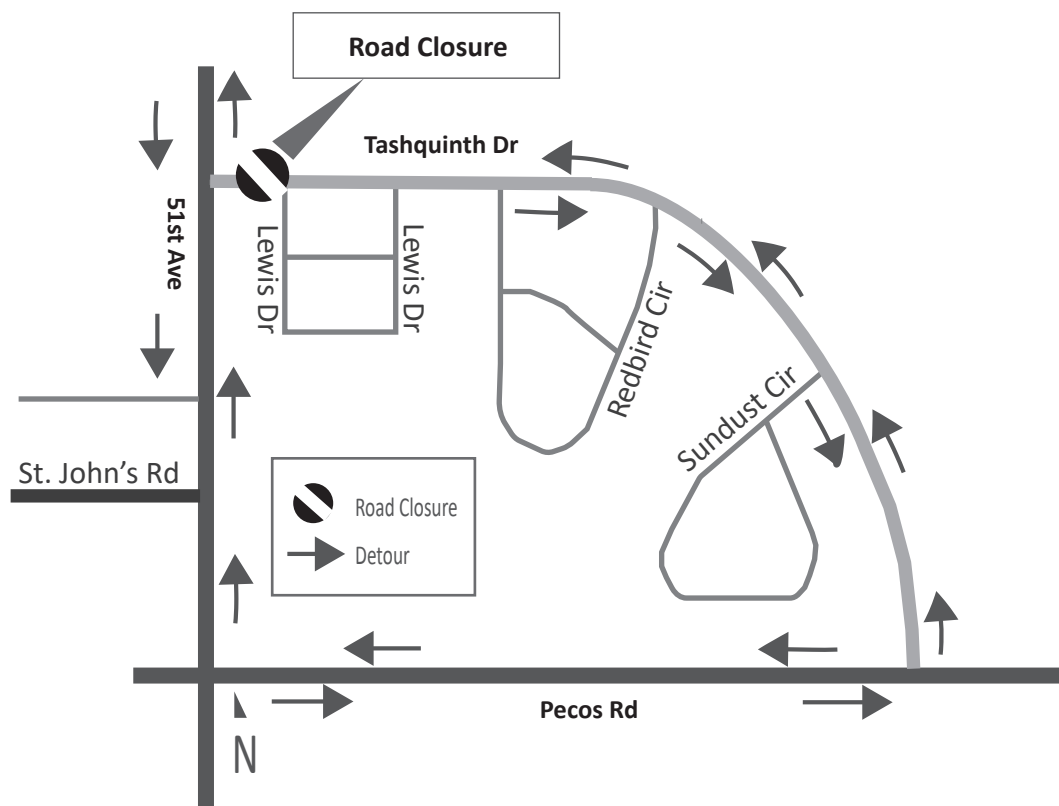 Road Closure
Tashquinth Dr
51st Ave
Lewis Dr
Lewis Dr
Redbird Cir
Sundust Cir
St. John’s Rd
Road Closure
Detour
Pecos Rd
N